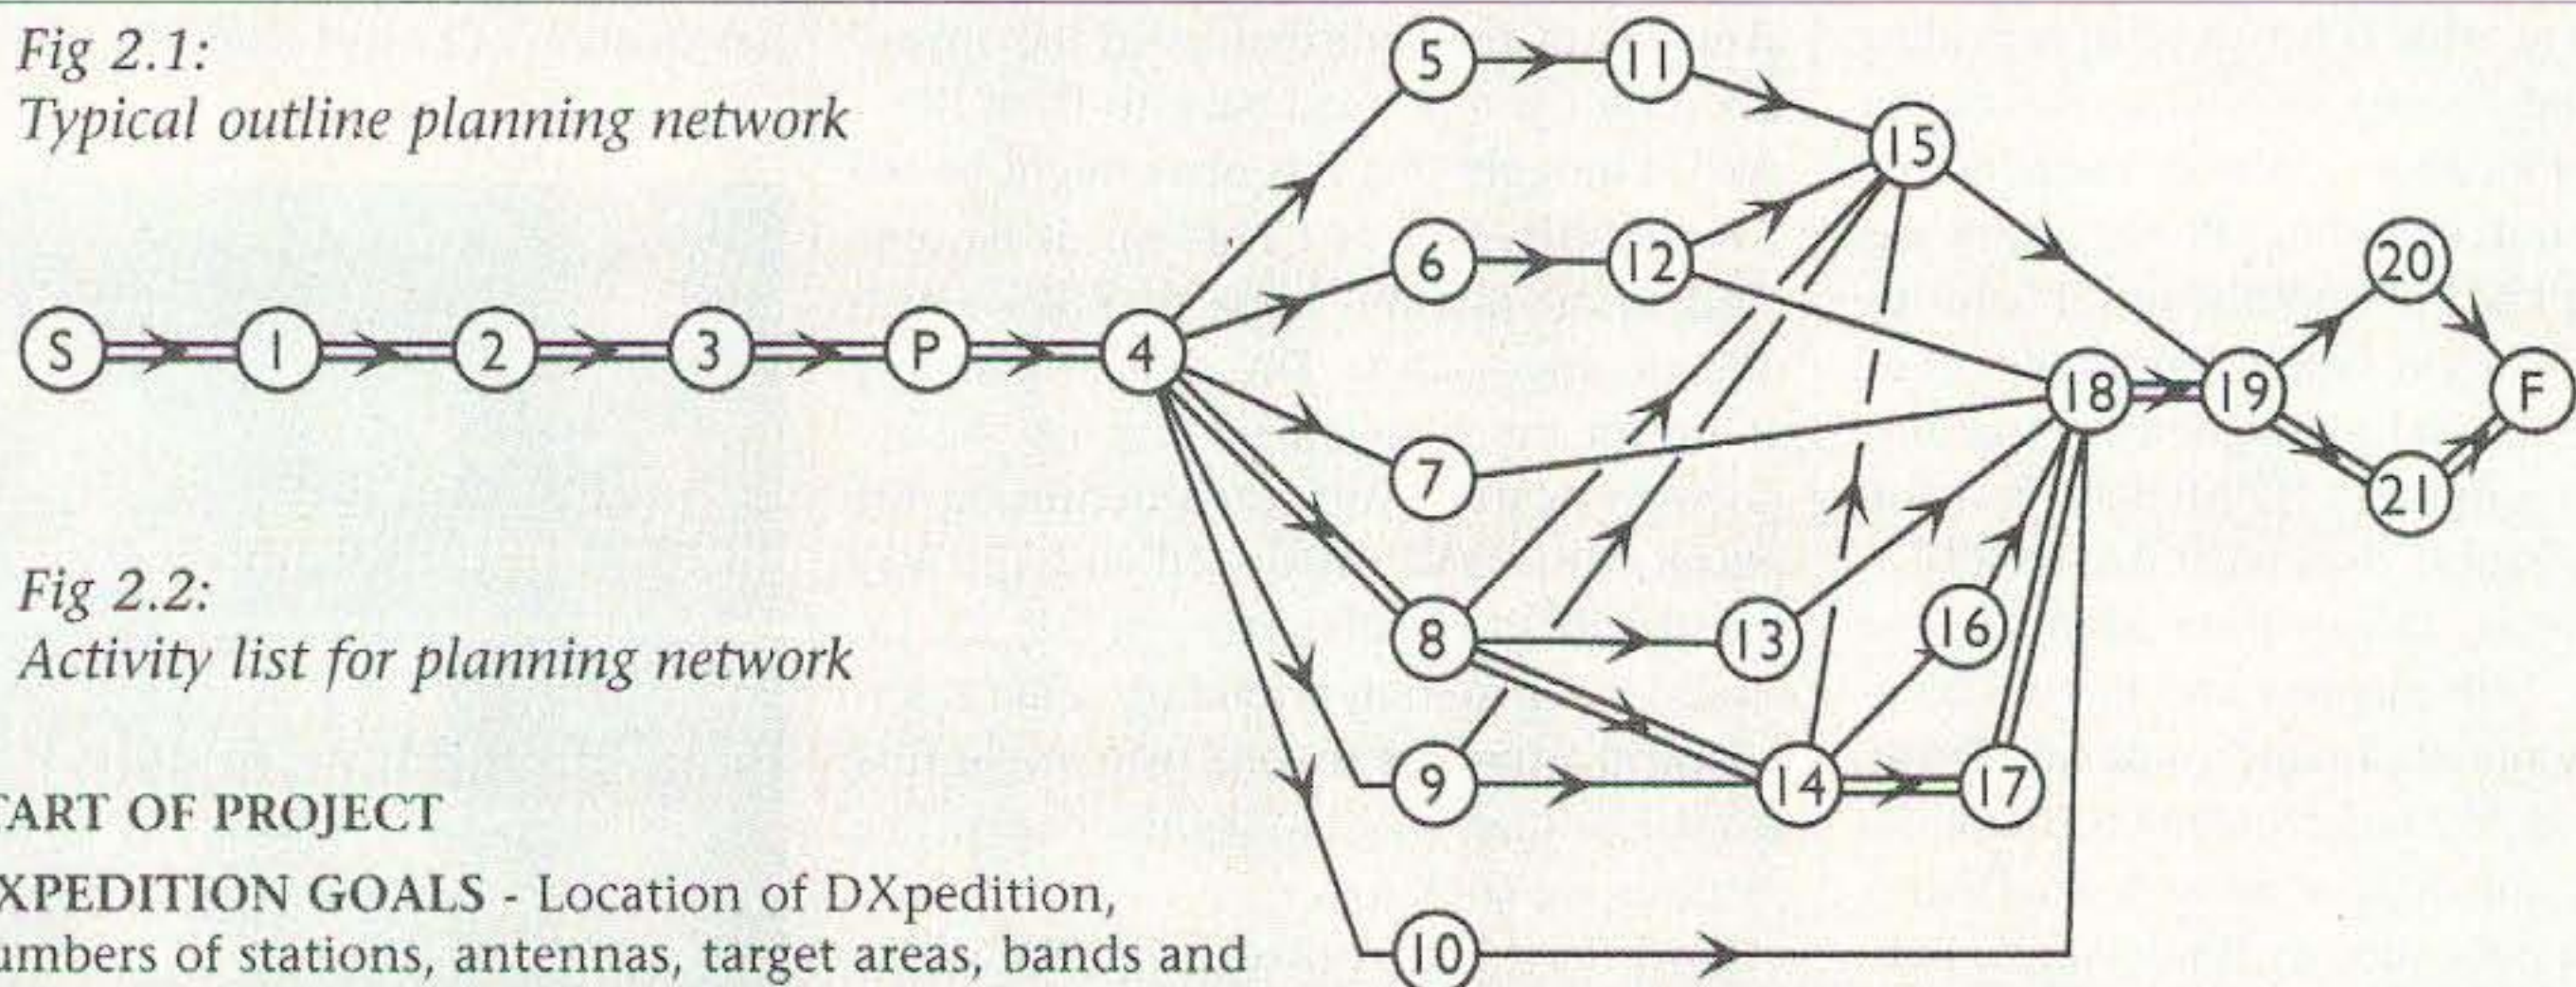 Fig 2.1:
Typical outline planning network
5
11
15
6
12
20
S
1
2
3
P
4
18
19
F
7
21
Fig 2.2:
Activity list for planning network
8
13
16
9
14
17
TART OF PROJECT
XPEDITION GOALS - Location of DXpedition,
umbers of stations, antennas, target areas, bands and
10